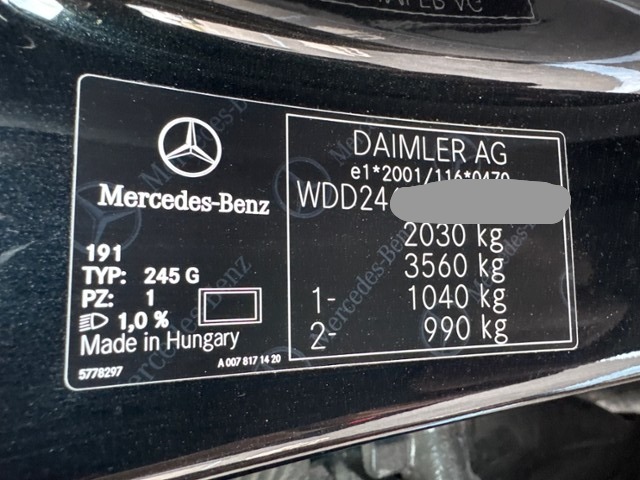 Mercedes-Benz
191
TYP: 245 G
PZ: 1
1,0 %
Made in Hungary
5778297
A 007 817 14 20
DAIMLER AG
e1*2001/116*0470
WDD24
2030 kg
3560 kg
1- 1040 kg
2- 990 kg